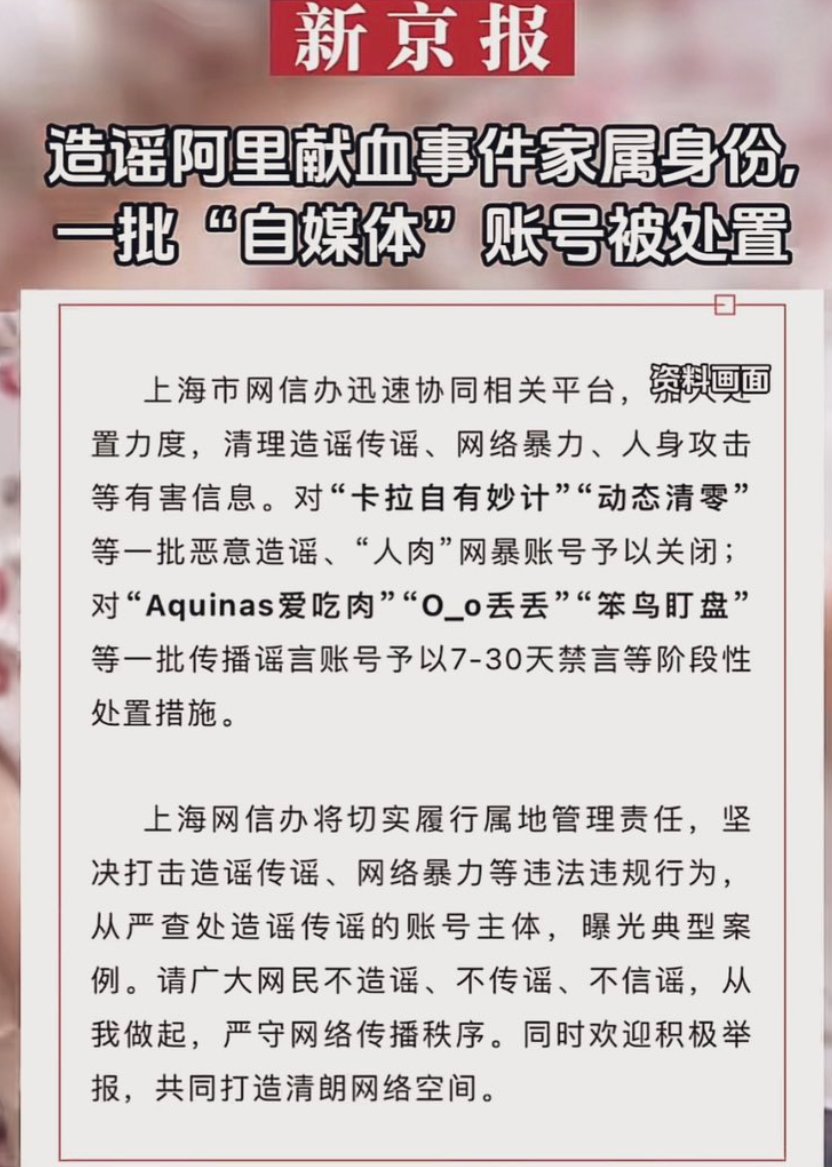 新京报
造谣阿里献血事件家属身份,
一批“自媒体”账号被处置
资料画面
上海市网信办迅速协同相关平台，
置力度，清理造谣传谣、网络暴力、人身攻击
等有害信息。对“卡拉自有妙计”“动态清零”
等一批恶意造谣、“人肉”网暴账号予以关闭；
对“Aquinas爱吃肉”“O_o丢丢”“笨鸟盯盘”
等一批传播谣言账号予以7-30天禁言等阶段性
处置措施。
上海网信办将切实履行属地管理责任，坚
决打击造谣传谣、网络暴力等违法违规行为，
从严查处造谣传谣的账号主体，曝光典型案
例。请广大网民不造谣、不传谣、不信谣，从
我做起，严守网络传播秩序。同时欢迎积极举
报，共同打造清朗网络空间。